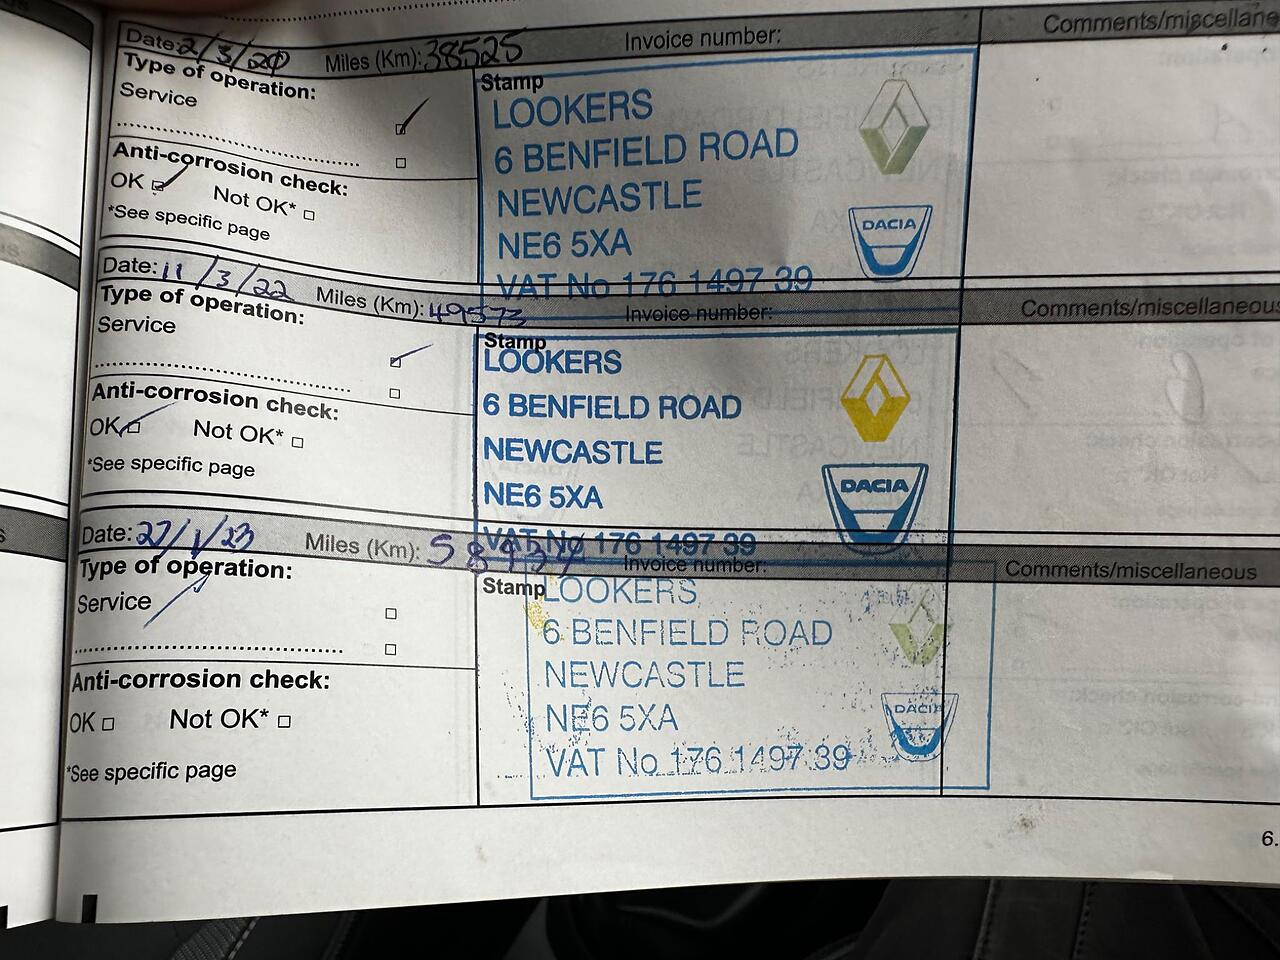 Date: 2/3/20 Miles (Km): 38525 Invoice number: Comments/miscellane
Type of operation:
Service
Anti-corrosion check:
OK Not OK*
*See specific page
Stamp
LOOKERS
6 BENFIELD ROAD
NEWCASTLE
NE6 5XA
VAT No 176 1497 39
DACIA
Date: 11/3/22 Miles (Km): 49573 Invoice number: Comments/miscellaneous
Type of operation:
Service
Anti-corrosion check:
OK Not OK*
*See specific page
Stamp
LOOKERS
6 BENFIELD ROAD
NEWCASTLE
NE6 5XA
VAT No 176 1497 39
DACIA
Date: 27/1/23 Miles (Km): Invoice number: Comments/miscellaneous
Type of operation:
Service
Anti-corrosion check:
OK Not OK*
*See specific page
Stamp
LOOKERS
6 BENFIELD ROAD
NEWCASTLE
NE6 5XA
VAT No 176 1497 39
DACIA
6.